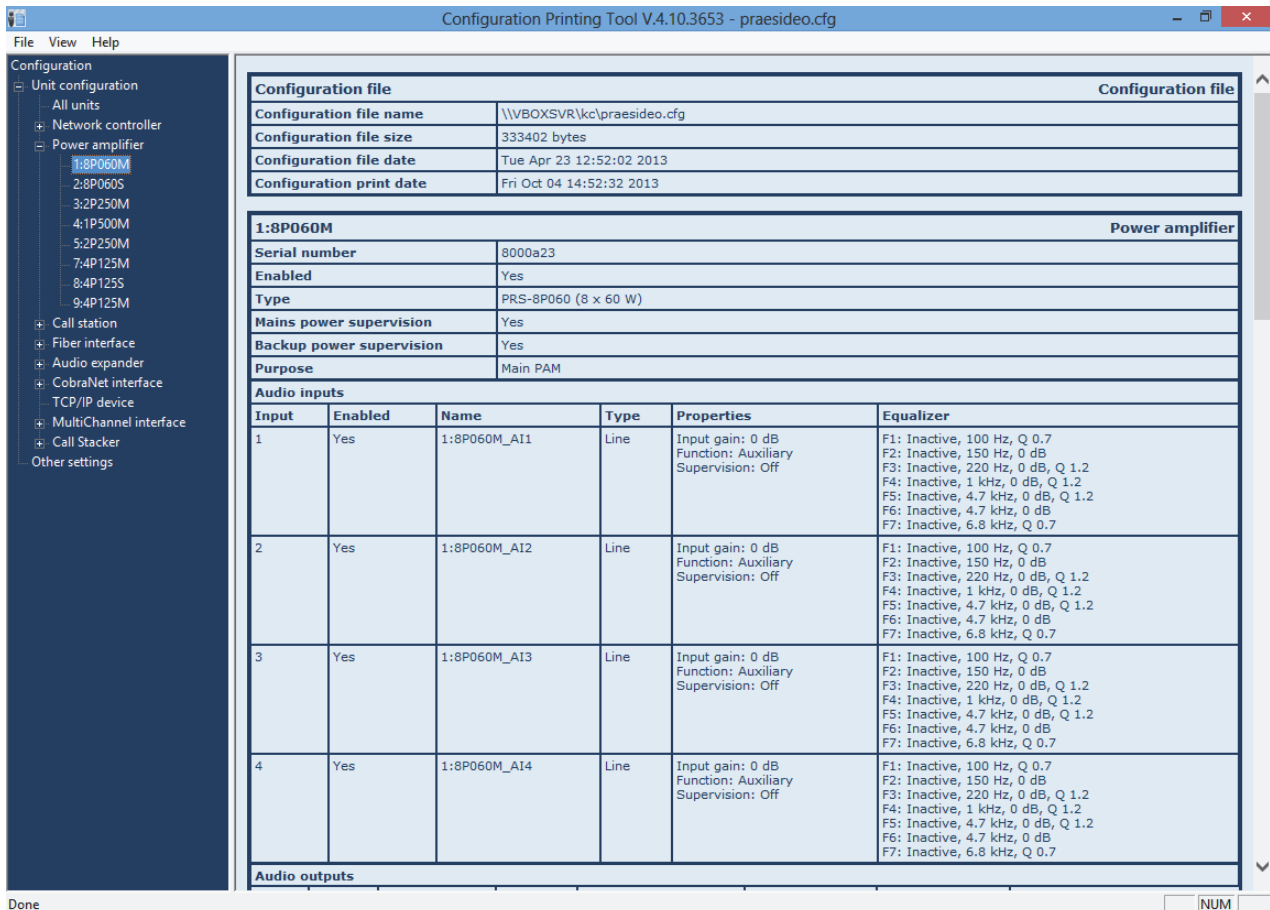 Configuration Printing Tool V.4.10.3653 - praesideo.cfg
File View Help
Configuration
Unit configuration
All units
Network controller
Power amplifier
1:8P060M
2:8P060S
3:2P250M
4:1P500M
5:2P250M
7:4P125M
8:4P125S
9:4P125M
Call station
Fiber interface
Audio expander
CobraNet interface
TCP/IP device
MultiChannel interface
Call Stacker
Other settings
Configuration file Configuration file
Configuration file name \\VBOXSVR\kc\praesideo.cfg
Configuration file size 333402 bytes
Configuration file date Tue Apr 23 12:52:02 2013
Configuration print date Fri Oct 04 14:52:32 2013
1:8P060M Power amplifier
Serial number 8000a23
Enabled Yes
Type PRS-8P060 (8 x 60 W)
Mains power supervision Yes
Backup power supervision Yes
Purpose Main PAM
Audio inputs
Input Enabled Name Type Properties Equalizer
1 Yes 1:8P060M_AI1 Line Input gain: 0 dB F1: Inactive, 100 Hz, Q 0.7
Function: Auxiliary F2: Inactive, 150 Hz, 0 dB
Supervision: Off F3: Inactive, 220 Hz, 0 dB, Q 1.2
F4: Inactive, 1 kHz, 0 dB, Q 1.2
F5: Inactive, 4.7 kHz, 0 dB, Q 1.2
F6: Inactive, 4.7 kHz, 0 dB
F7: Inactive, 6.8 kHz, Q 0.7
2 Yes 1:8P060M_AI2 Line Input gain: 0 dB F1: Inactive, 100 Hz, Q 0.7
Function: Auxiliary F2: Inactive, 150 Hz, 0 dB
Supervision: Off F3: Inactive, 220 Hz, 0 dB, Q 1.2
F4: Inactive, 1 kHz, 0 dB, Q 1.2
F5: Inactive, 4.7 kHz, 0 dB, Q 1.2
F6: Inactive, 4.7 kHz, 0 dB
F7: Inactive, 6.8 kHz, Q 0.7
3 Yes 1:8P060M_AI3 Line Input gain: 0 dB F1: Inactive, 100 Hz, Q 0.7
Function: Auxiliary F2: Inactive, 150 Hz, 0 dB
Supervision: Off F3: Inactive, 220 Hz, 0 dB, Q 1.2
F4: Inactive, 1 kHz, 0 dB, Q 1.2
F5: Inactive, 4.7 kHz, 0 dB, Q 1.2
F6: Inactive, 4.7 kHz, 0 dB
F7: Inactive, 6.8 kHz, Q 0.7
4 Yes 1:8P060M_AI4 Line Input gain: 0 dB F1: Inactive, 100 Hz, Q 0.7
Function: Auxiliary F2: Inactive, 150 Hz, 0 dB
Supervision: Off F3: Inactive, 220 Hz, 0 dB, Q 1.2
F4: Inactive, 1 kHz, 0 dB, Q 1.2
F5: Inactive, 4.7 kHz, 0 dB, Q 1.2
F6: Inactive, 4.7 kHz, 0 dB
F7: Inactive, 6.8 kHz, Q 0.7
Audio outputs
Done NUM